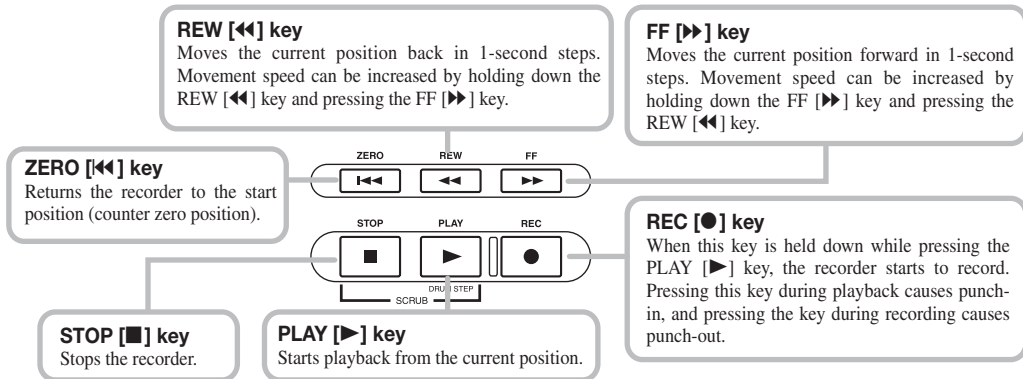 REW [◀◀] key
Moves the current position back in 1-second steps.
Movement speed can be increased by holding down the
REW [◀◀] key and pressing the FF [▶▶] key.
FF [▶▶] key
Moves the current position forward in 1-second
steps. Movement speed can be increased by
holding down the FF [▶▶] key and pressing the
REW [◀◀] key.
ZERO [I◀◀] key
Returns the recorder to the start
position (counter zero position).
ZERO REW FF
STOP PLAY REC
DRUM STEP
SCRUB
REC [●] key
When this key is held down while pressing the
PLAY [▶] key, the recorder starts to record.
Pressing this key during playback causes punch-
in, and pressing the key during recording causes
punch-out.
STOP [■] key
Stops the recorder.
PLAY [▶] key
Starts playback from the current position.